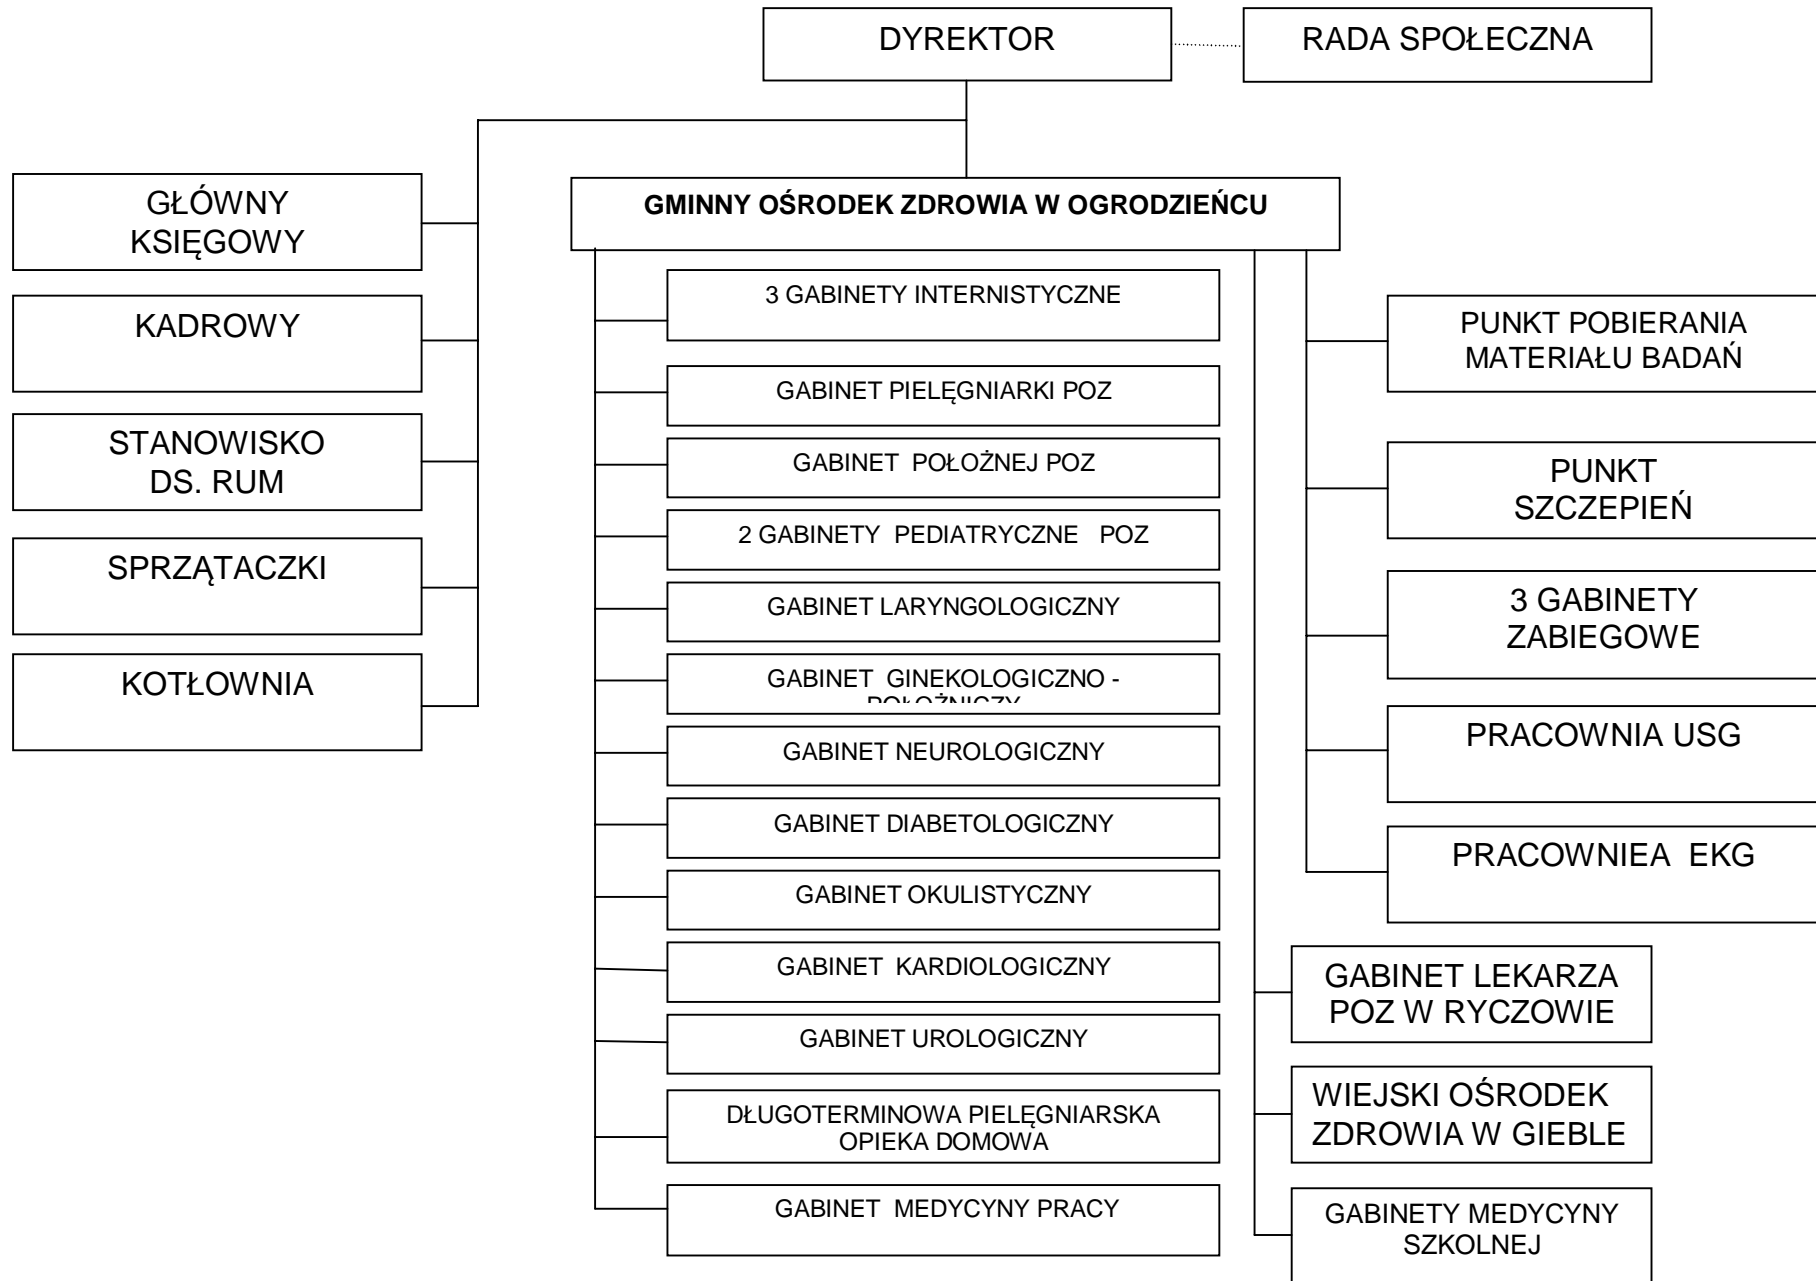 DYREKTOR
RADA SPOŁECZNA
GŁÓWNY
KSIĘGOWY
KADROWY
STANOWISKO
DS. RUM
SPRZĄTACZKI
KOTŁOWNIA
GMINNY OŚRODEK ZDROWIA W OGRODZIEŃCU
3 GABINETY INTERNISTYCZNE
GABINET PIELĘGNIARKI POZ
GABINET POŁOŻNEJ POZ
2 GABINETY PEDIATRYCZNE POZ
GABINET LARYNGOLOGICZNY
GABINET GINEKOLOGICZNO -
POŁOŻNICZY
GABINET NEUROLOGICZNY
GABINET DIABETOLOGICZNY
GABINET OKULISTYCZNY
GABINET KARDIOLOGICZNY
GABINET UROLOGICZNY
DŁUGOTERMINOWA PIELĘGNIARSKA
OPIEKA DOMOWA
GABINET MEDYCYNY PRACY
PUNKT POBIERANIA
MATERIAŁU BADAŃ
PUNKT
SZCZEPIEŃ
3 GABINETY
ZABIEGOWE
PRACOWNIA USG
PRACOWNIEA EKG
GABINET LEKARZA
POZ W RYCZOWIE
WIEJSKI OŚRODEK
ZDROWIA W GIEBLE
GABINETY MEDYCYNY
SZKOLNEJ